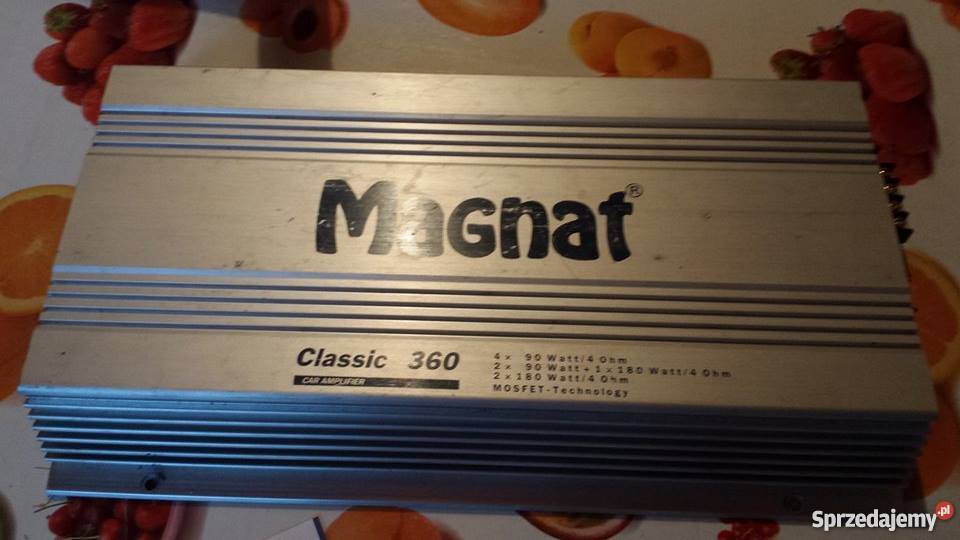 Magnat®
Classic 360
CAR AMPLIFIER
4 x 90 Watt/4 Ohm
2 x 90 Watt + 1 x 180 Watt/4 Ohm
2 x 180 Watt/4 Ohm
MOSFET-Technology
Sprzedajemy.pl